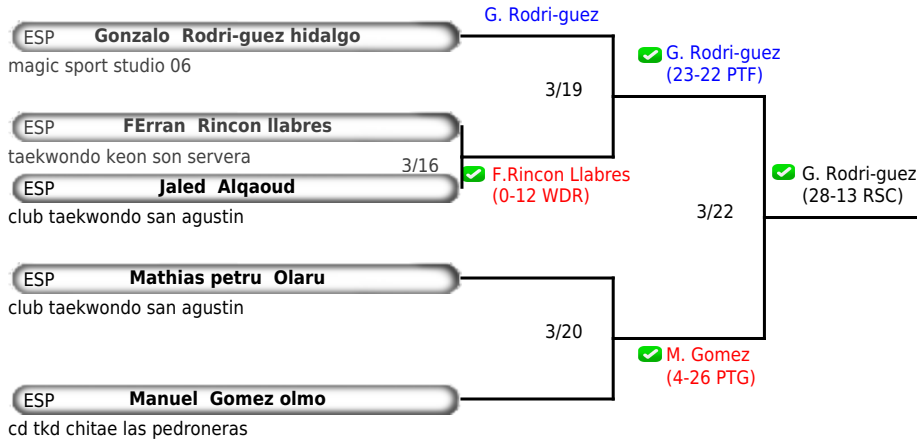 G. Rodri-guez
ESP Gonzalo Rodri-guez hidalgo
magic sport studio 06
G. Rodri-guez
(23-22 PTF)
3/19
ESP FErran Rincon llabres
taekwondo keon son servera
3/16
F.Rincon Llabres
(0-12 WDR)
ESP Jaled Alqaoud
club taekwondo san agustin
G. Rodri-guez
(28-13 RSC)
3/22
ESP Mathias petru Olaru
club taekwondo san agustin
3/20
M. Gomez
(4-26 PTG)
ESP Manuel Gomez olmo
cd tkd chitae las pedroneras